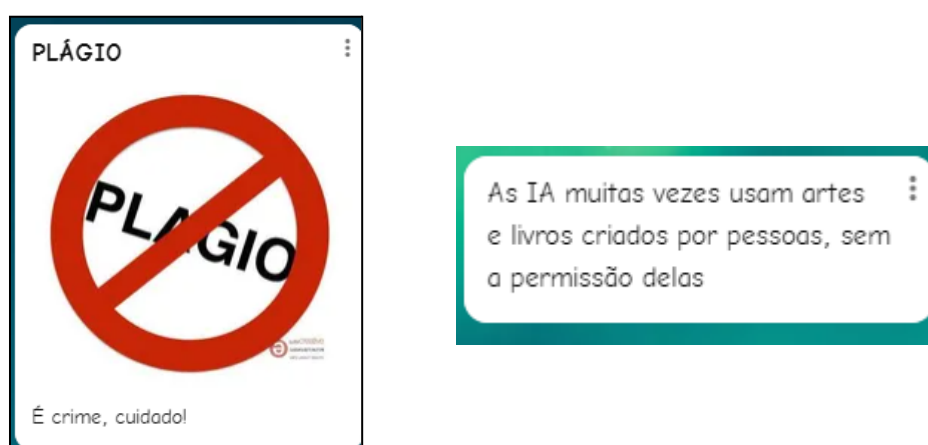 PLÁGIO
PLAGIO
É crime, cuidado!
As IA muitas vezes usam artes
e livros criados por pessoas, sem
a permissão delas